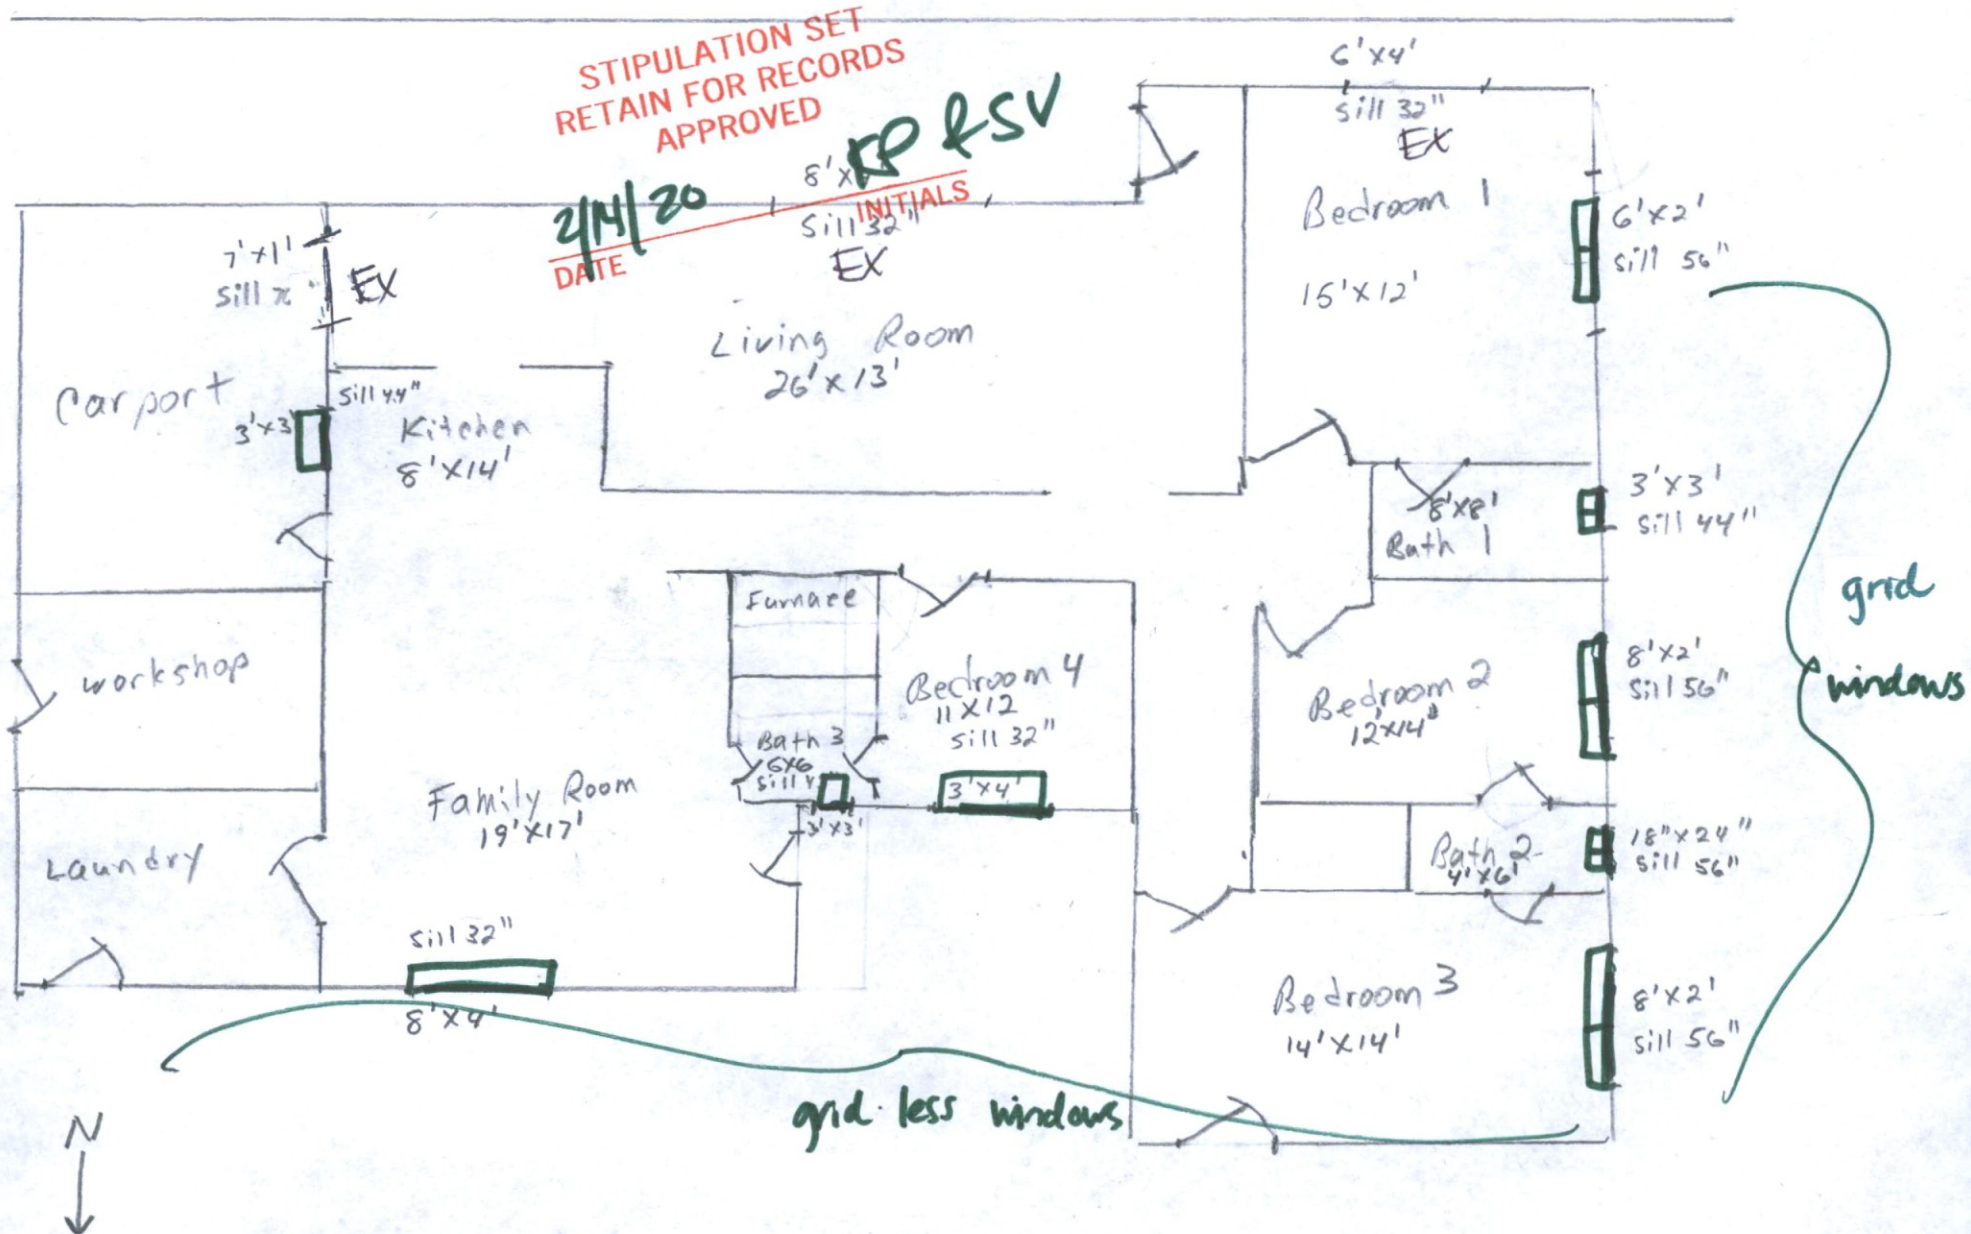 STIPULATION SET
RETAIN FOR RECORDS
APPROVED
KP & SV
INITIALS
2/14/20
DATE
6'x4'
Sill 32"
EX
8'x
Sill 32"
EX
7'x1'
Sill
EX
Bedroom 1
15'x12'
6'x2'
Sill 56"
Living Room
26'x13'
Carport
3'x3'
Sill 44"
Kitchen
8'x14'
8'x8'
Bath 1
3'x3'
Sill 44"
grid
windows
Furnace
workshop
Bedroom 4
11x12
Sill 32"
3'x4'
Bath 3
6x6
Sill
3'x3'
Bedroom 2
12'x14'
8'x2'
Sill 56"
Family Room
19'x17'
Laundry
Bath 2
4'x6'
18"x24"
Sill 56"
Sill 32"
8'x4'
Bedroom 3
14'x14'
8'x2'
Sill 56"
grid less windows
N